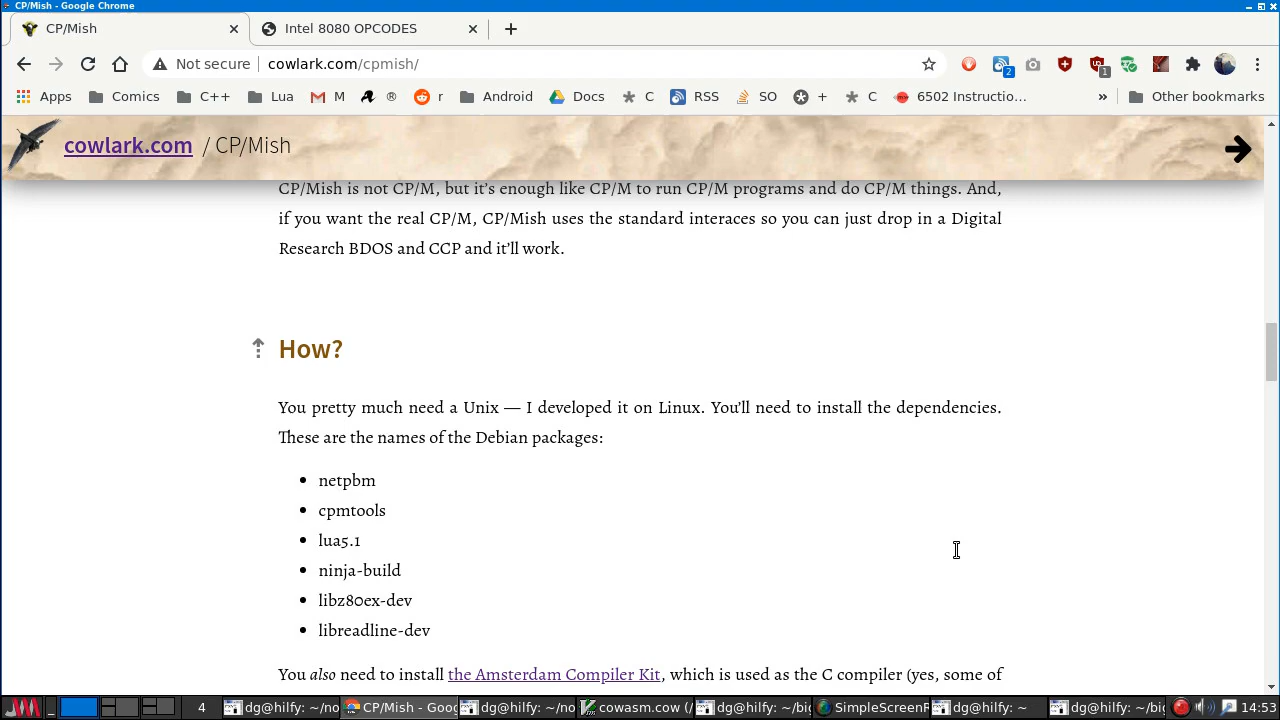 CP/Mish - Google Chrome
CP/Mish
Intel 8080 OPCODES
Not secure
cowlark.com/cpmish/
2
1
Apps
Comics
C++
Lua
M
®
r
Android
Docs
C
RSS
SO
+
C
6502 Instructio...
»
Other bookmarks
cowlark.com / CP/Mish
CP/Mish is not CP/M, but it's enough like CP/M to run CP/M programs and do CP/M things. And,
if you want the real CP/M, CP/Mish uses the standard interaces so you can just drop in a Digital
Research BDOS and CCP and it'll work.
How?
You pretty much need a Unix — I developed it on Linux. You'll need to install the dependencies.
These are the names of the Debian packages:
netpbm
cpmtools
lua5.1
ninja-build
libz80ex-dev
libreadline-dev
You also need to install the Amsterdam Compiler Kit, which is used as the C compiler (yes, some of
4
dg@hilfy: ~/no
CP/Mish - Goog
dg@hilfy: ~/no
cowasm.cow (/
dg@hilfy: ~/big
SimpleScreenR
dg@hilfy: ~
dg@hilfy: ~/big
14:53